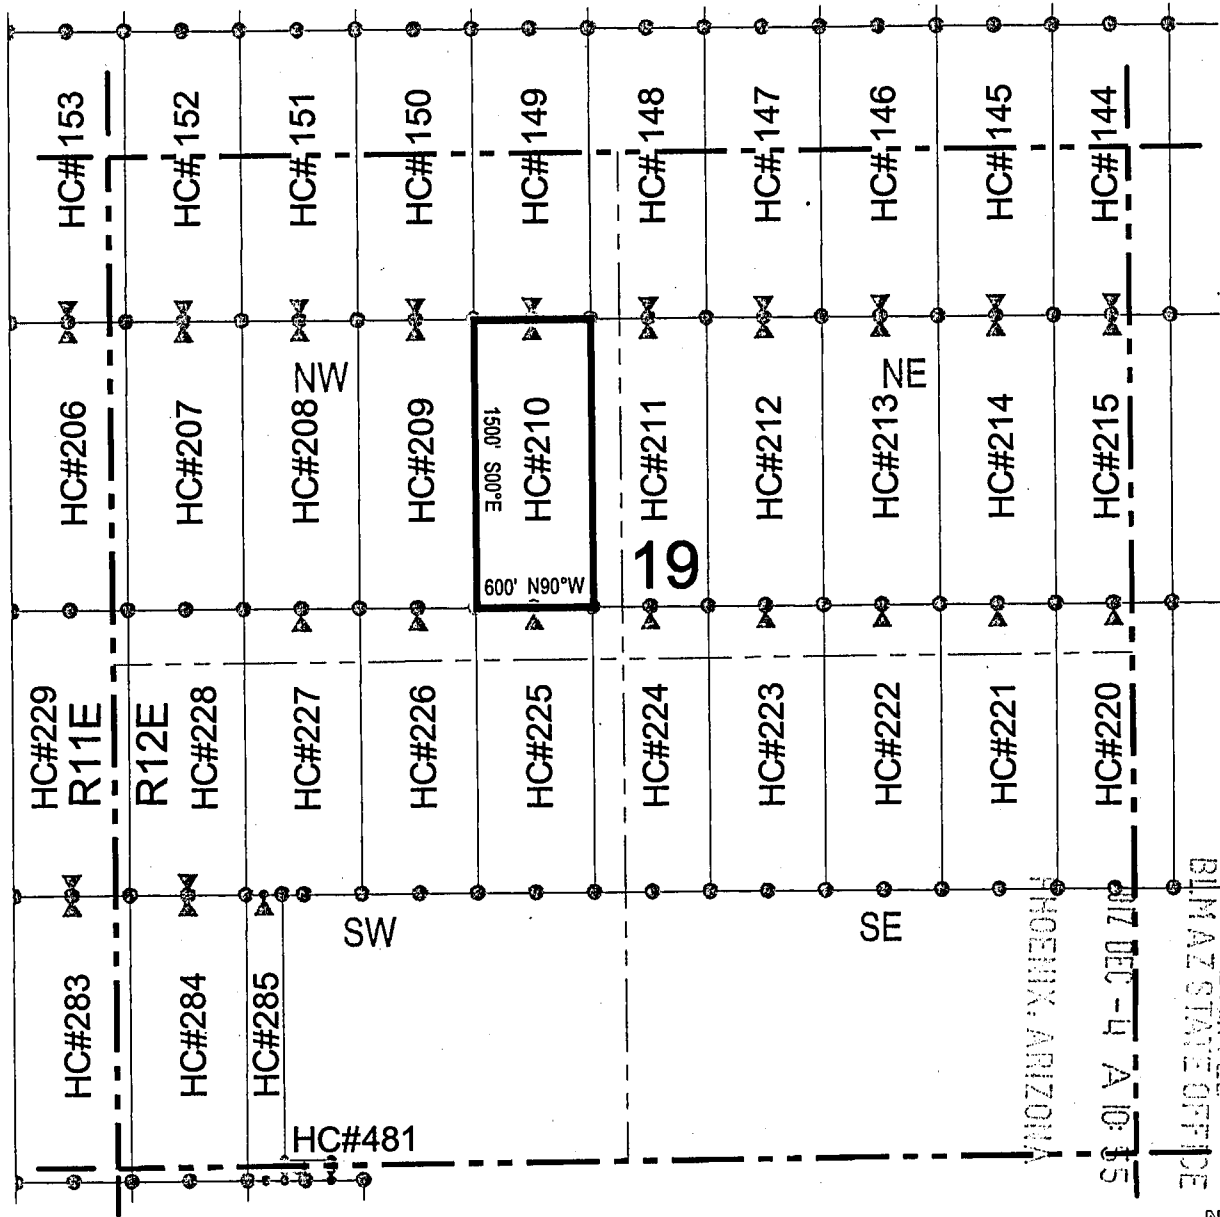 HC# 153
HC# 152
HC# 151
HC# 150
HC# 149
HC# 148
HC# 147
HC# 146
HC# 145
HC# 144
NW
NE
HC#206
HC#207
HC#208
HC#209
1500' S00°E
HC#210
600' N90°W
HC#211
HC#212
HC#213
HC#214
HC#215
19
HC#229
R11E
R12E
HC#228
HC#227
HC#226
HC#225
HC#224
HC#223
HC#222
HC#221
HC#220
SW
SE
HC#283
HC#284
HC#285
HC#481
BLM AZ STATE OFFICE
DEC -4 A 10: 55
PHOENIX, ARIZONA